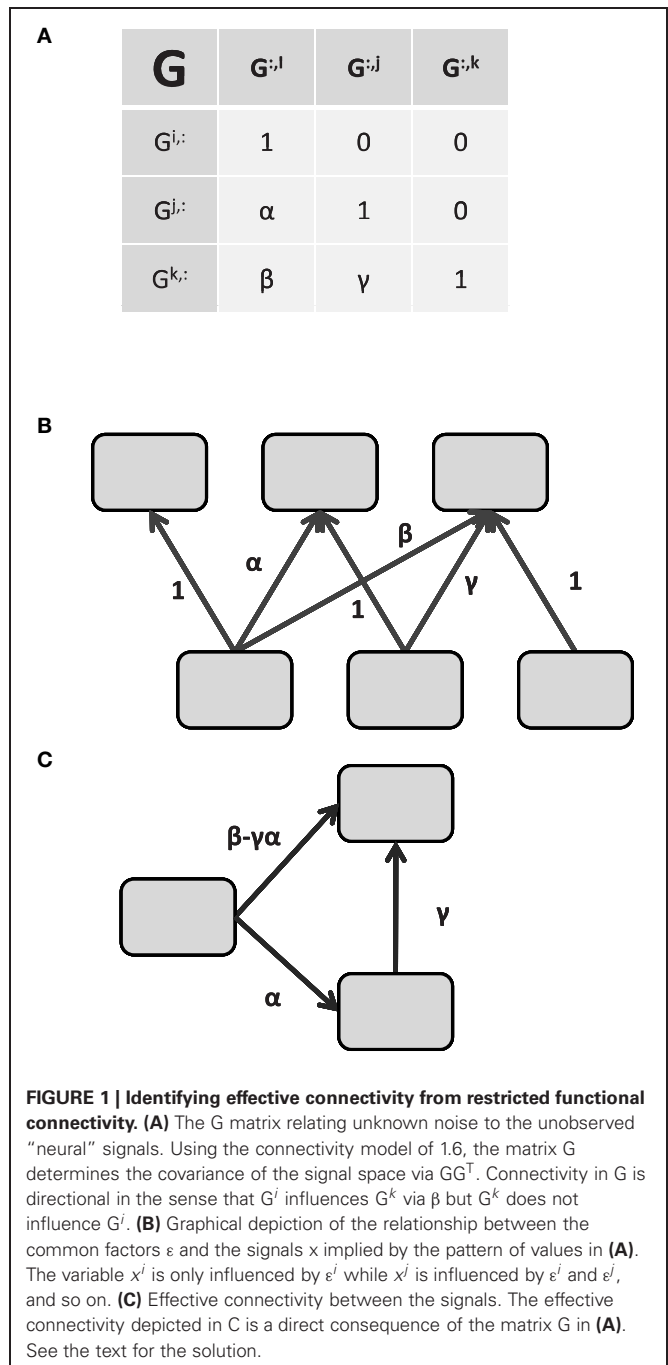 A
G G:,I G:,j G:,k
Gi,: 1 0 0
Gj,: α 1 0
Gk,: β γ 1
B
1 α β 1 γ 1
C
β-γα
γ
α
FIGURE 1 | Identifying effective connectivity from restricted functional
connectivity. (A) The G matrix relating unknown noise to the unobserved
“neural” signals. Using the connectivity model of 1.6, the matrix G
determines the covariance of the signal space via GGT. Connectivity in G is
directional in the sense that Gi influences Gk via β but Gk does not
influence Gi. (B) Graphical depiction of the relationship between the
common factors ε and the signals x implied by the pattern of values in (A).
The variable xi is only influenced by εi while xj is influenced by εi and εj,
and so on. (C) Effective connectivity between the signals. The effective
connectivity depicted in C is a direct consequence of the matrix G in (A).
See the text for the solution.